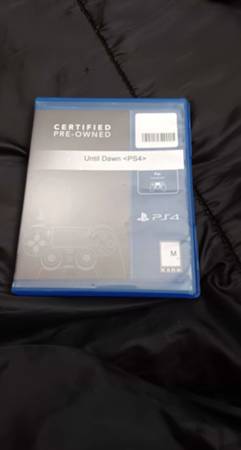 CERTIFIED
PRE-OWNED
Until Dawn <PS4>
PS4
M